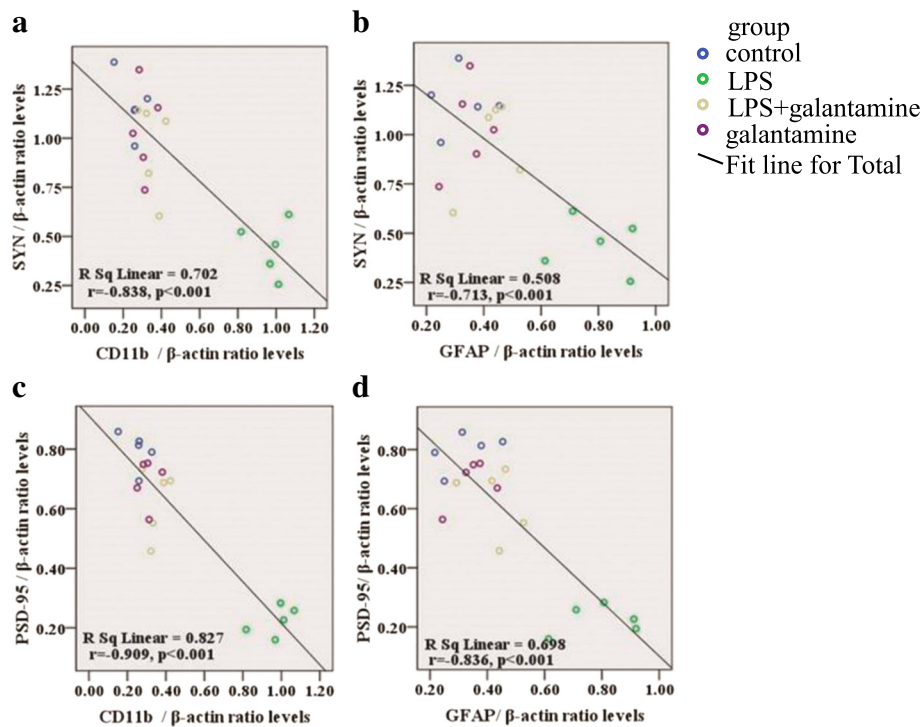 a
SYN / β-actin ratio levels
1.25
1.00
0.75
0.50
0.25
R Sq Linear = 0.702
r=-0.838, p<0.001
0.00 0.20 0.40 0.60 0.80 1.00 1.20
CD11b / β-actin ratio levels
b
SYN / β-actin ratio levels
1.25
1.00
0.75
0.50
0.25
R Sq Linear = 0.508
r=-0.713, p<0.001
0.20 0.40 0.60 0.80 1.00
GFAP / β-actin ratio levels
group
control
LPS
LPS+galantamine
galantamine
Fit line for Total
c
PSD-95 / β-actin ratio levels
0.80
0.60
0.40
0.20
R Sq Linear = 0.827
r=-0.909, p<0.001
0.00 0.20 0.40 0.60 0.80 1.00 1.20
CD11b / β-actin ratio levels
d
PSD-95/ β-actin ratio levels
0.80
0.60
0.40
0.20
R Sq Linear = 0.698
r=-0.836, p<0.001
0.20 0.40 0.60 0.80 1.00
GFAP/ β-actin ratio levels